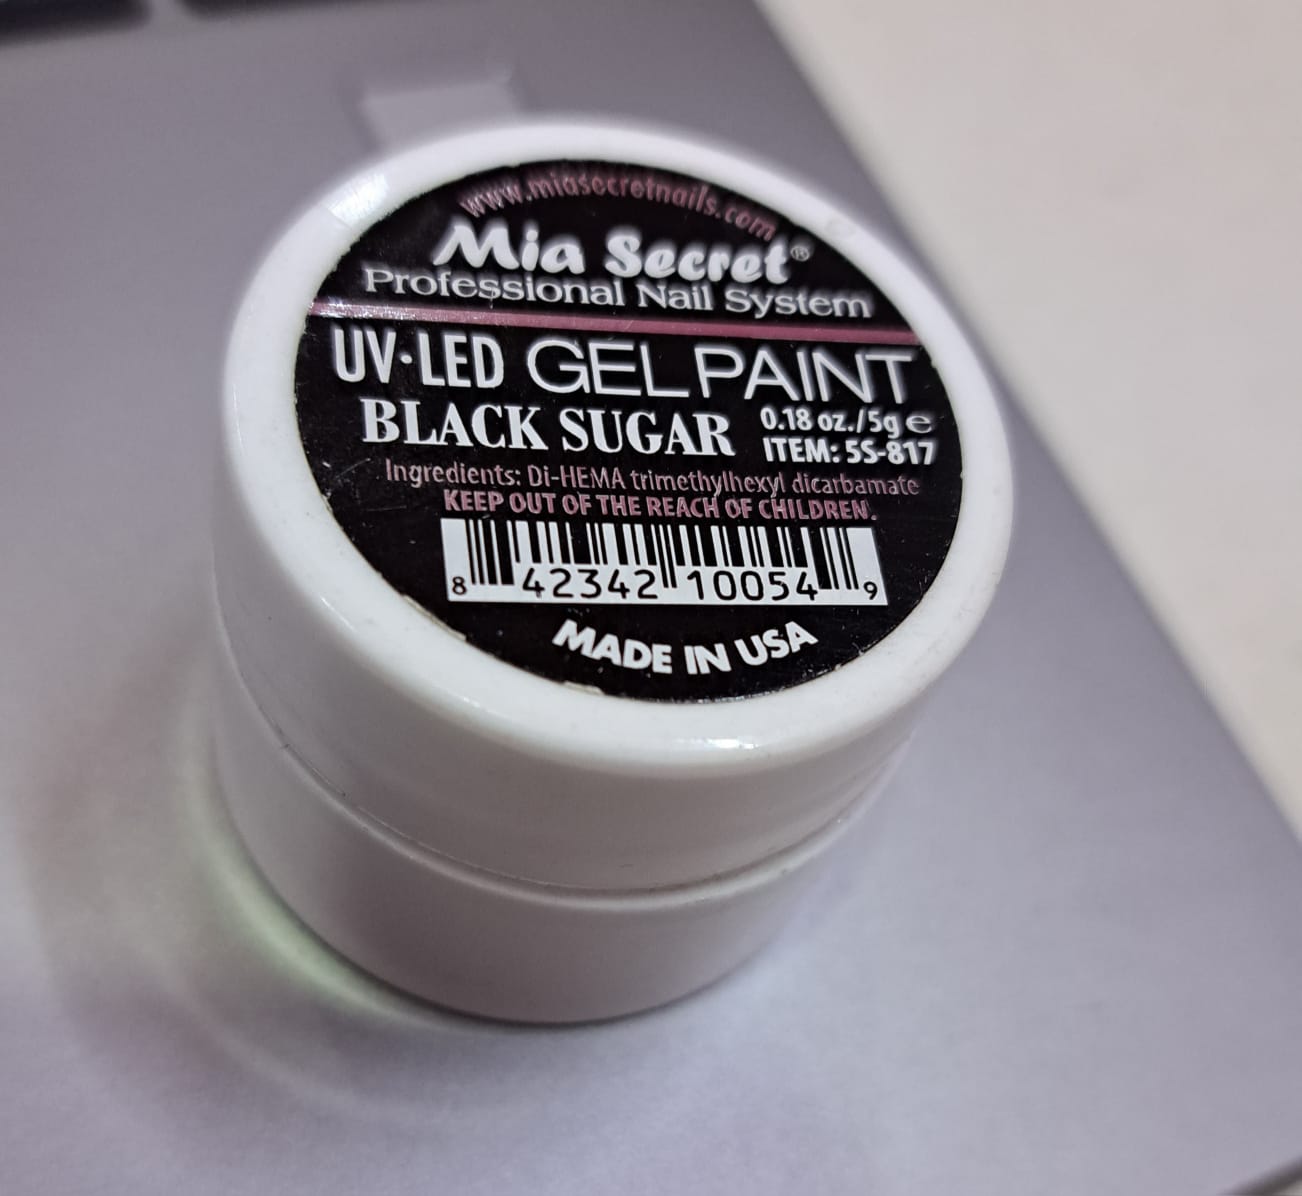 www.miasecretnails.com
Mia Secret®
Professional Nail System
UV·LED GEL PAINT
BLACK SUGAR 0.18 oz./5g ℮
ITEM: 5S-817
Ingredients: Di-HEMA trimethylhexyl dicarbamate
KEEP OUT OF THE REACH OF CHILDREN.
8 42342 10054 9
MADE IN USA